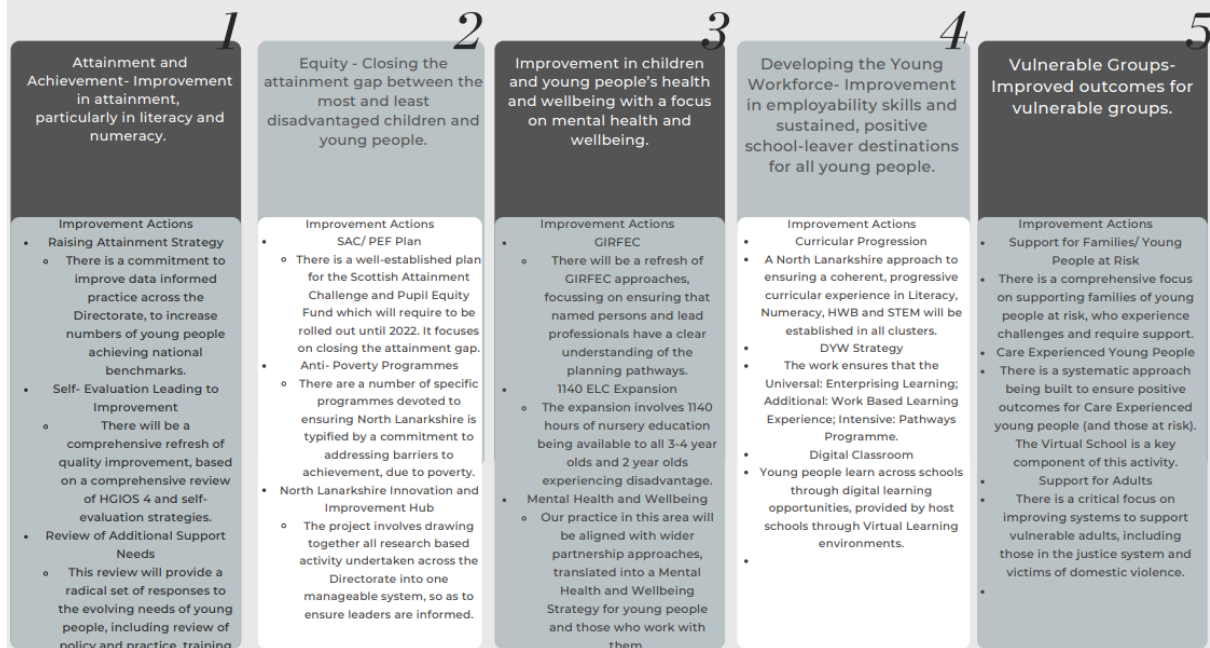 1
Attainment and
Achievement- Improvement
in attainment,
particularly in literacy and
numeracy.
Improvement Actions
• Raising Attainment Strategy
There is a commitment to
improve data informed
practice across the
Directorate, to increase
numbers of young people
achieving national
benchmarks.
• Self- Evaluation Leading to
Improvement
There will be a
comprehensive refresh of
quality improvement, based
on a comprehensive review
of HGIOS 4 and self-
evaluation strategies.
• Review of Additional Support
Needs
This review will provide a
radical set of responses to
the evolving needs of young
people, including review of
policy and practice, training
2
Equity - Closing the
attainment gap between the
most and least
disadvantaged children and
young people.
Improvement Actions
• SAC/ PEF Plan
There is a well-established plan
for the Scottish Attainment
Challenge and Pupil Equity
Fund which will require to be
rolled out until 2022. It focuses
on closing the attainment gap.
• Anti- Poverty Programmes
There are a number of specific
programmes devoted to
ensuring North Lanarkshire is
typified by a commitment to
addressing barriers to
achievement, due to poverty.
• North Lanarkshire Innovation and
Improvement Hub
The project involves drawing
together all research based
activity undertaken across the
Directorate into one
manageable system, so as to
ensure leaders are informed.
3
Improvement in children
and young people's health
and wellbeing with a focus
on mental health and
wellbeing.
Improvement Actions
• GIRFEC
There will be a refresh of
GIRFEC approaches,
focussing on ensuring that
named persons and lead
professionals have a clear
understanding of the
planning pathways.
• 1140 ELC Expansion
The expansion involves 1140
hours of nursery education
being available to all 3-4 year
olds and 2 year olds
experiencing disadvantage.
• Mental Health and Wellbeing
Our practice in this area will
be aligned with wider
partnership approaches,
translated into a Mental
Health and Wellbeing
Strategy for young people
and those who work with
them
4
Developing the Young
Workforce- Improvement
in employability skills and
sustained, positive
school-leaver destinations
for all young people.
Improvement Actions
• Curricular Progression
• A North Lanarkshire approach to
ensuring a coherent, progressive
curricular experience in Literacy,
Numeracy, HWB and STEM will be
established in all clusters.
• DYW Strategy
• The work ensures that the
Universal: Enterprising Learning;
Additional: Work Based Learning
Experience; Intensive: Pathways
Programme.
• Digital Classroom
• Young people learn across schools
through digital learning
opportunities, provided by host
schools through Virtual Learning
environments.
5
Vulnerable Groups-
Improved outcomes for
vulnerable groups.
Improvement Actions
• Support for Families/ Young
People at Risk
• There is a comprehensive focus
on supporting families of young
people at risk, who experience
challenges and require support.
• Care Experienced Young People
• There is a systematic approach
being built to ensure positive
outcomes for Care Experienced
young people (and those at risk).
The Virtual School is a key
component of this activity.
• Support for Adults
• There is a critical focus on
improving systems to support
vulnerable adults, including
those in the justice system and
victims of domestic violence.